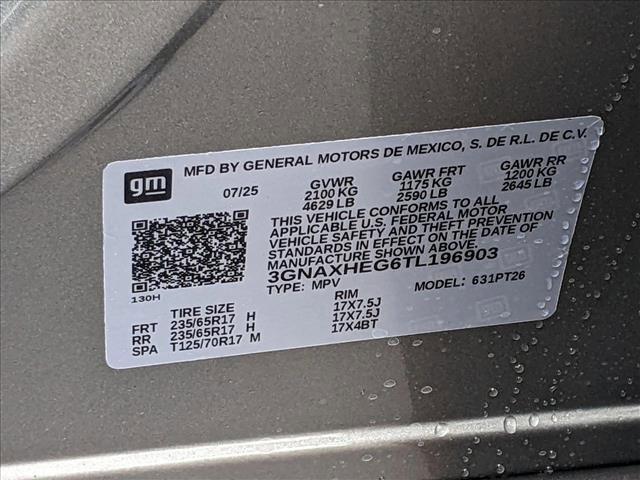 gm
MFD BY GENERAL MOTORS DE MEXICO, S. DE R.L. DE C.V.
07/25
GVWR
2100 KG
4629 LB
GAWR FRT
1175 KG
2590 LB
GAWR RR
1200 KG
2645 LB
THIS VEHICLE CONFORMS TO ALL
APPLICABLE U.S. FEDERAL MOTOR
VEHICLE SAFETY AND THEFT PREVENTION
STANDARDS IN EFFECT ON THE DATE OF
MANUFACTURE SHOWN ABOVE.
3GNAXHEG6TL196903
TYPE: MPV
MODEL: 631PT26
130H
TIRE SIZE RIM
FRT 235/65R17 H 17X7.5J
RR 235/65R17 H 17X7.5J
SPA T125/70R17 M 17X4BT